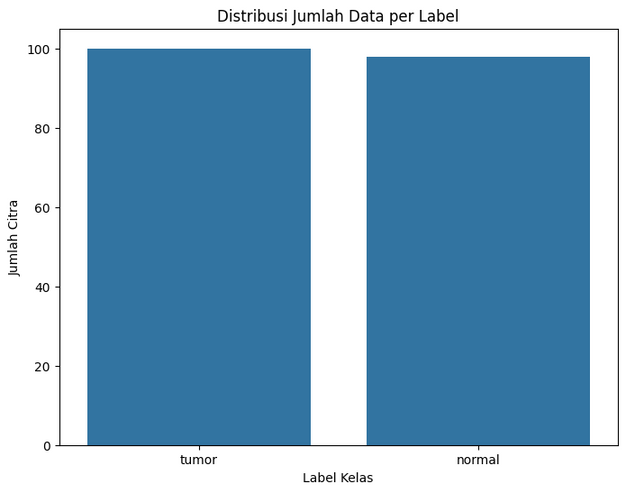 Distribusi Jumlah Data per Label
100
80
60
40
20
0
Jumlah Citra
tumor normal
Label Kelas